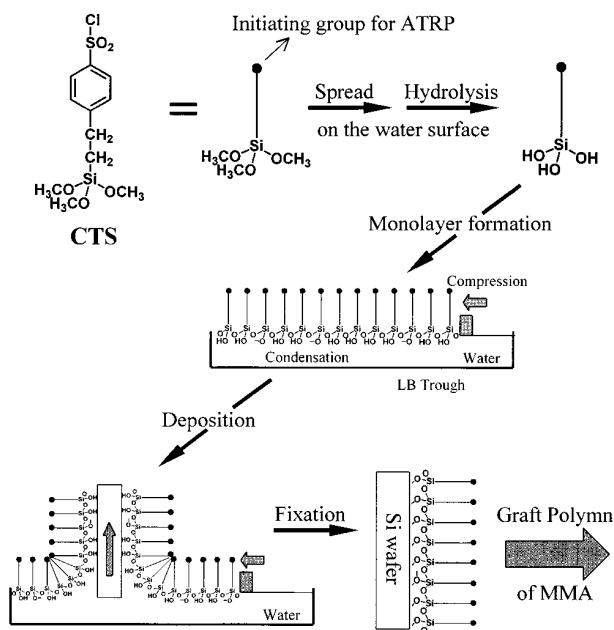 Cl
SO2
CH2
CH2
Si
H3CO
OCH3
H3CO
CTS
=
Initiating group for ATRP
Si
H3CO
OCH3
H3CO
Spread
Hydrolysis
on the water surface
Si
HO
OH
HO
Monolayer formation
Compression
Condensation
Water
LB Trough
Deposition
Water
Fixation
Si wafer
Graft Polymn
of MMA